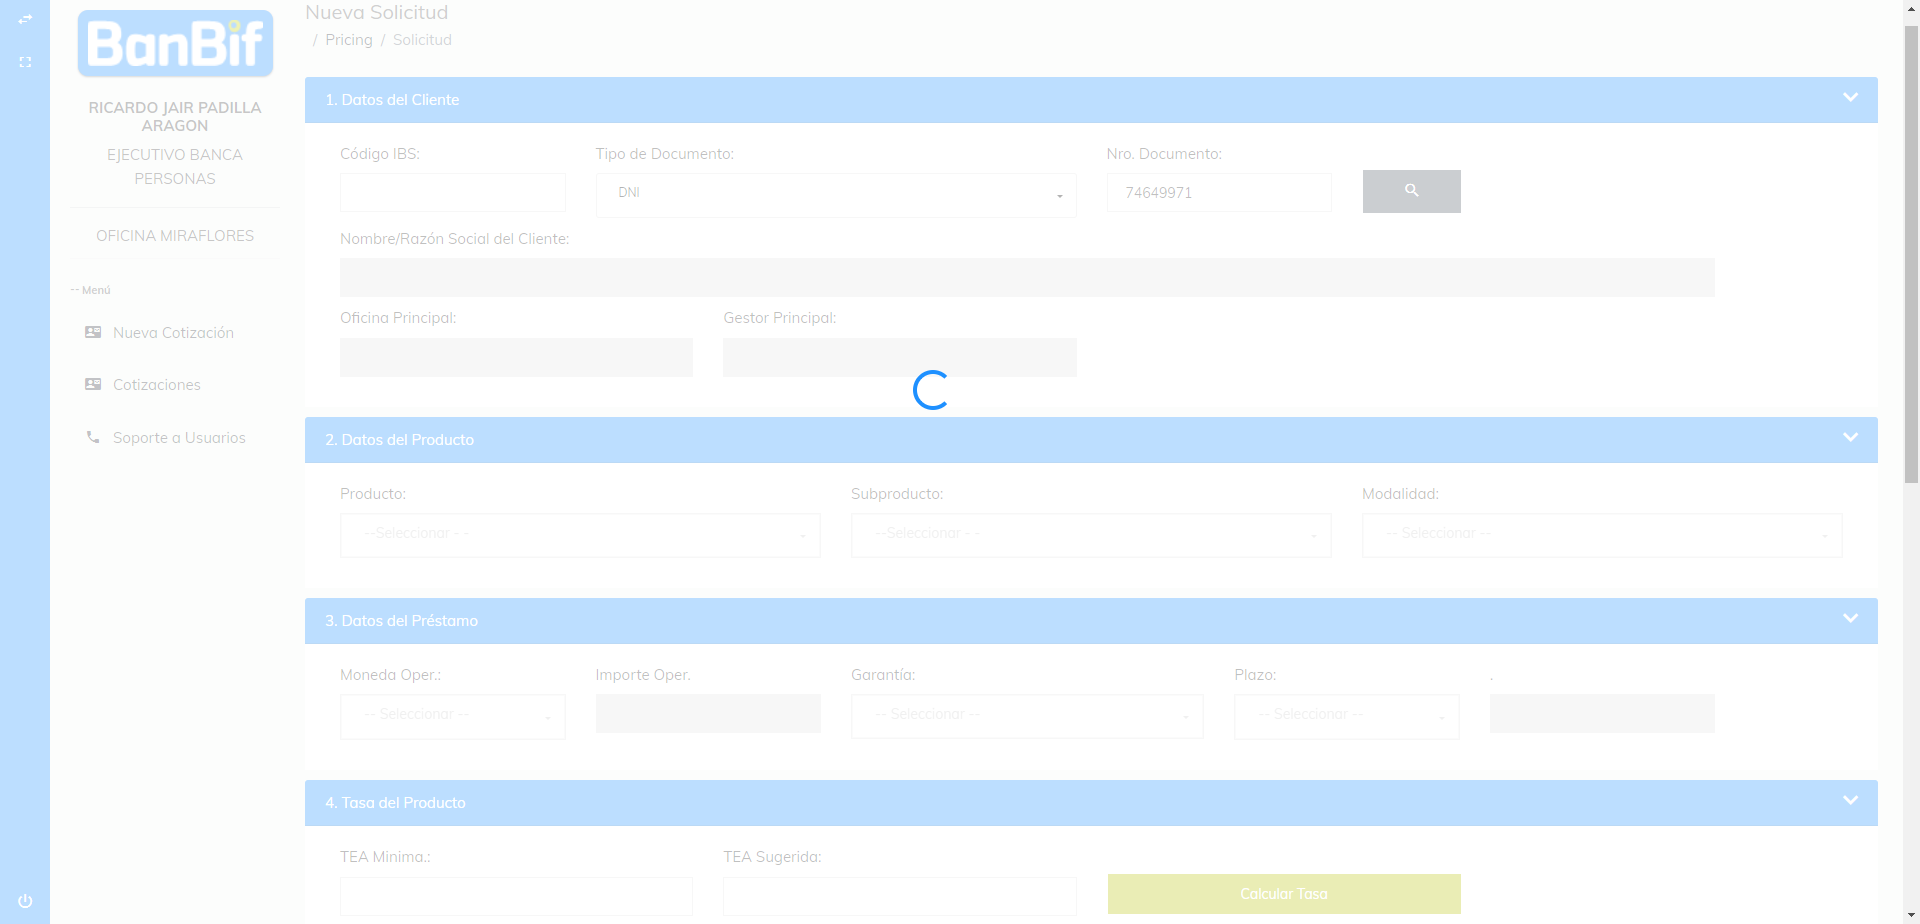 BanBif
RICARDO JAIR PADILLA
ARAGON
EJECUTIVO BANCA
PERSONAS
OFICINA MIRAFLORES
-- Menú
Nueva Cotización
Cotizaciones
Soporte a Usuarios
Nueva Solicitud
/ Pricing / Solicitud
1. Datos del Cliente
Código IBS: Tipo de Documento: Nro. Documento:
DNI 74649971
Nombre/Razón Social del Cliente:
Oficina Principal: Gestor Principal:
2. Datos del Producto
Producto: Subproducto: Modalidad:
--Seleccionar - - --Seleccionar - - -- Seleccionar --
3. Datos del Préstamo
Moneda Oper.: Importe Oper. Garantía: Plazo: .
-- Seleccionar -- -- Seleccionar -- -- Seleccionar --
4. Tasa del Producto
TEA Minima.: TEA Sugerida:
Calcular Tasa